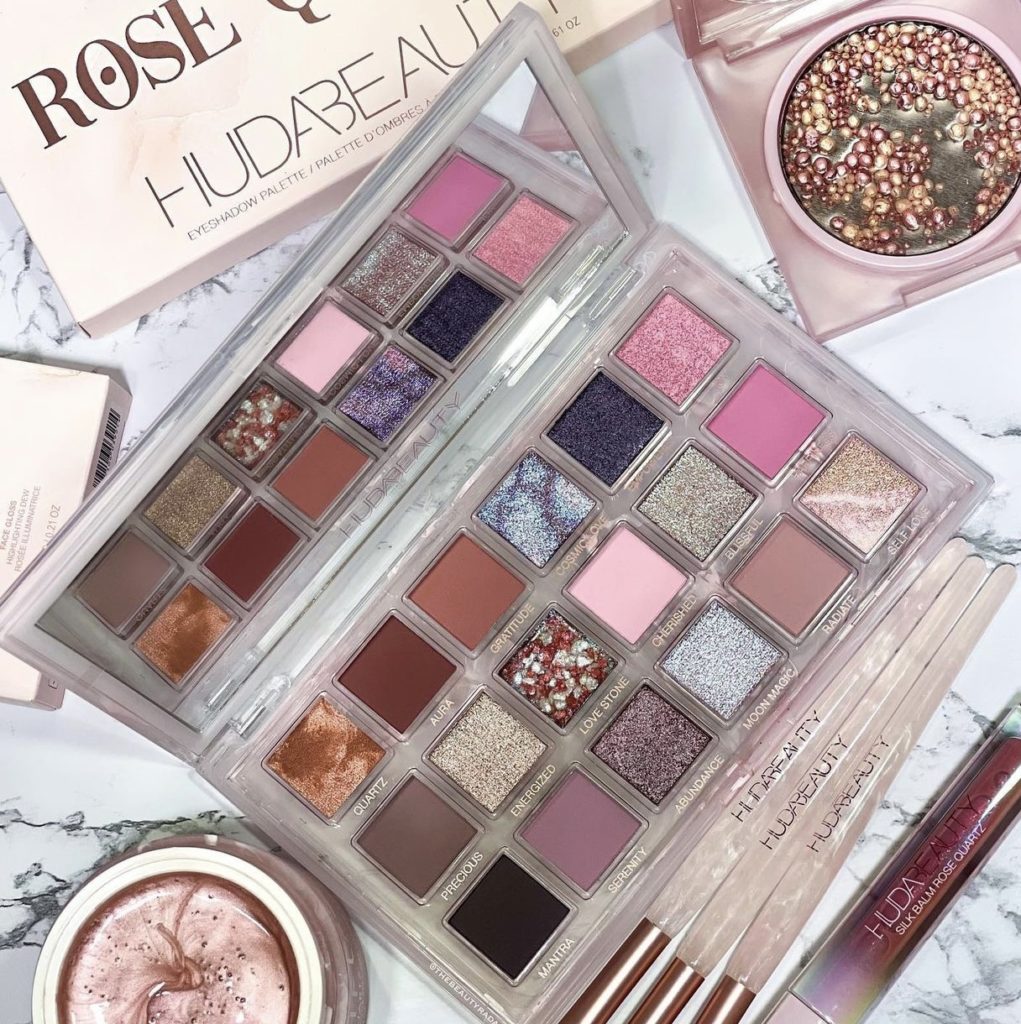 ROSE Q
HUDABEAUTY
EYESHADOW PALETTE / PALETTE D'OMBRES A
61 OZ
FACE GLOSS
HIGHLIGHTING DEW
ROSÉE ILLUMINATRICE
0.21 OZ
HUDABEAUTY
COSMIC LOVE
BLISSFUL
SELF LOVE
GRATITUDE
CHERISHED
RADIATE
AURA
LOVE STONE
MOON MAGIC
QUARTZ
ENERGIZED
ABUNDANCE
PRECIOUS
SERENITY
MANTRA
HUDABEAUTY
HUDABEAUTY
HUDABEAUTY
HUDABEAUTY
SILK BALM ROSE QUARTZ
@THEBEAUTYRADA